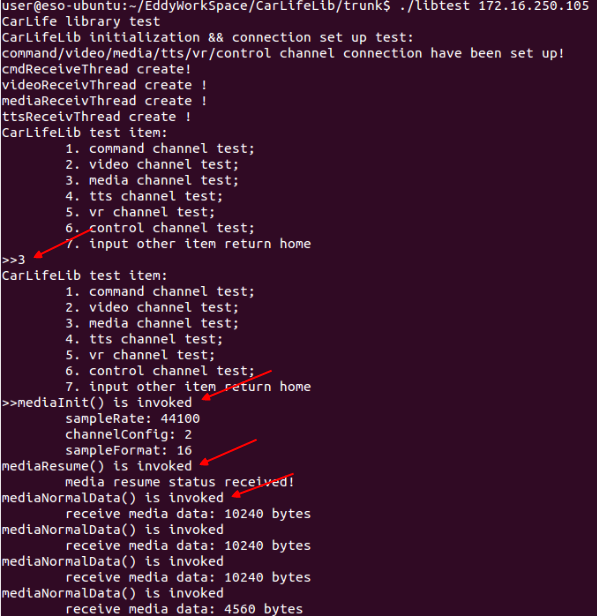 user@eso-ubuntu:~/EddyWorkSpace/CarLifeLib/trunk$ ./libtest 172.16.250.105
CarLife library test
CarLifeLib initialization && connection set up test:
command/video/media/tts/vr/control channel connection have been set up!
cmdReceiveThread create!
videoReceivThread create !
mediaReceivThread create !
ttsReceivThread create !
CarLifeLib test item:
1. command channel test;
2. video channel test;
3. media channel test;
4. tts channel test;
5. vr channel test;
6. control channel test;
7. input other item return home
>>3
CarLifeLib test item:
1. command channel test;
2. video channel test;
3. media channel test;
4. tts channel test;
5. vr channel test;
6. control channel test;
7. input other item return home
>>mediaInit() is invoked
sampleRate: 44100
channelConfig: 2
sampleFormat: 16
mediaResume() is invoked
media resume status received!
mediaNormalData() is invoked
receive media data: 10240 bytes
mediaNormalData() is invoked
receive media data: 10240 bytes
mediaNormalData() is invoked
receive media data: 10240 bytes
mediaNormalData() is invoked
receive media data: 4560 bytes